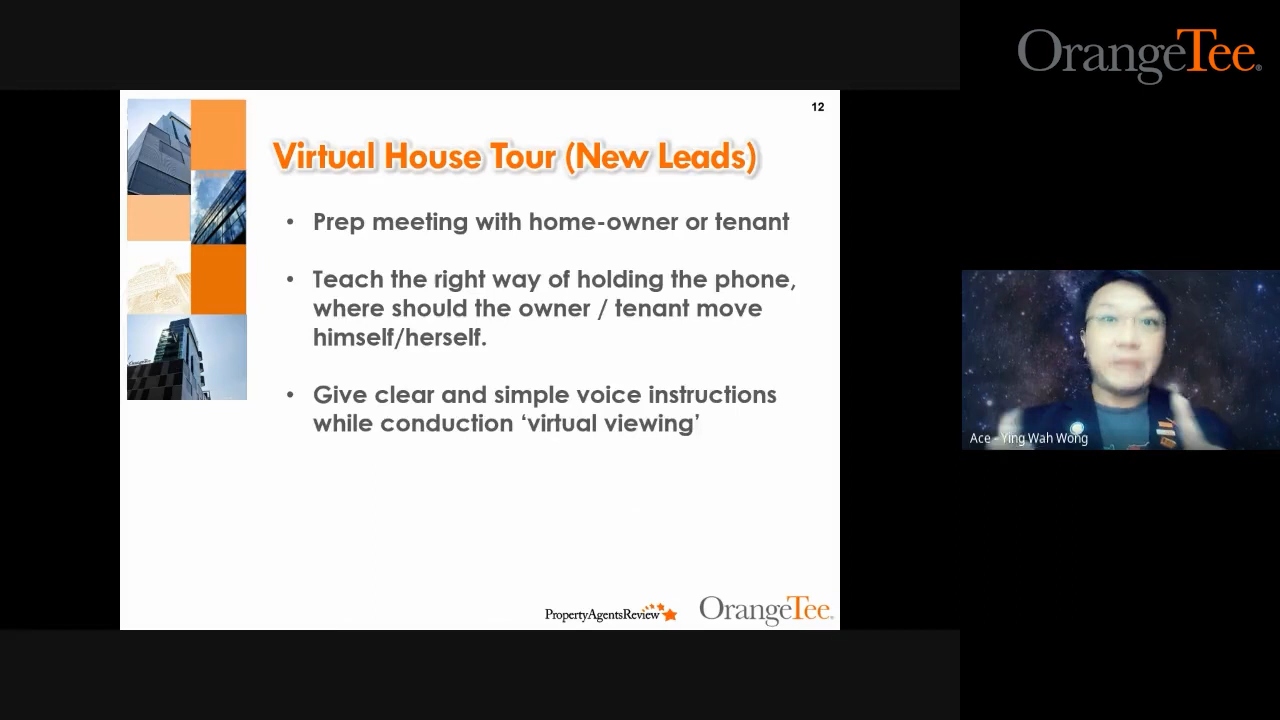 OrangeTee
12
Virtual House Tour (New Leads)
• Prep meeting with home-owner or tenant
• Teach the right way of holding the phone,
where should the owner / tenant move
himself/herself.
• Give clear and simple voice instructions
while conduction ‘virtual viewing’
Ace - Ying Wah Wong
PropertyAgentsReview
OrangeTee